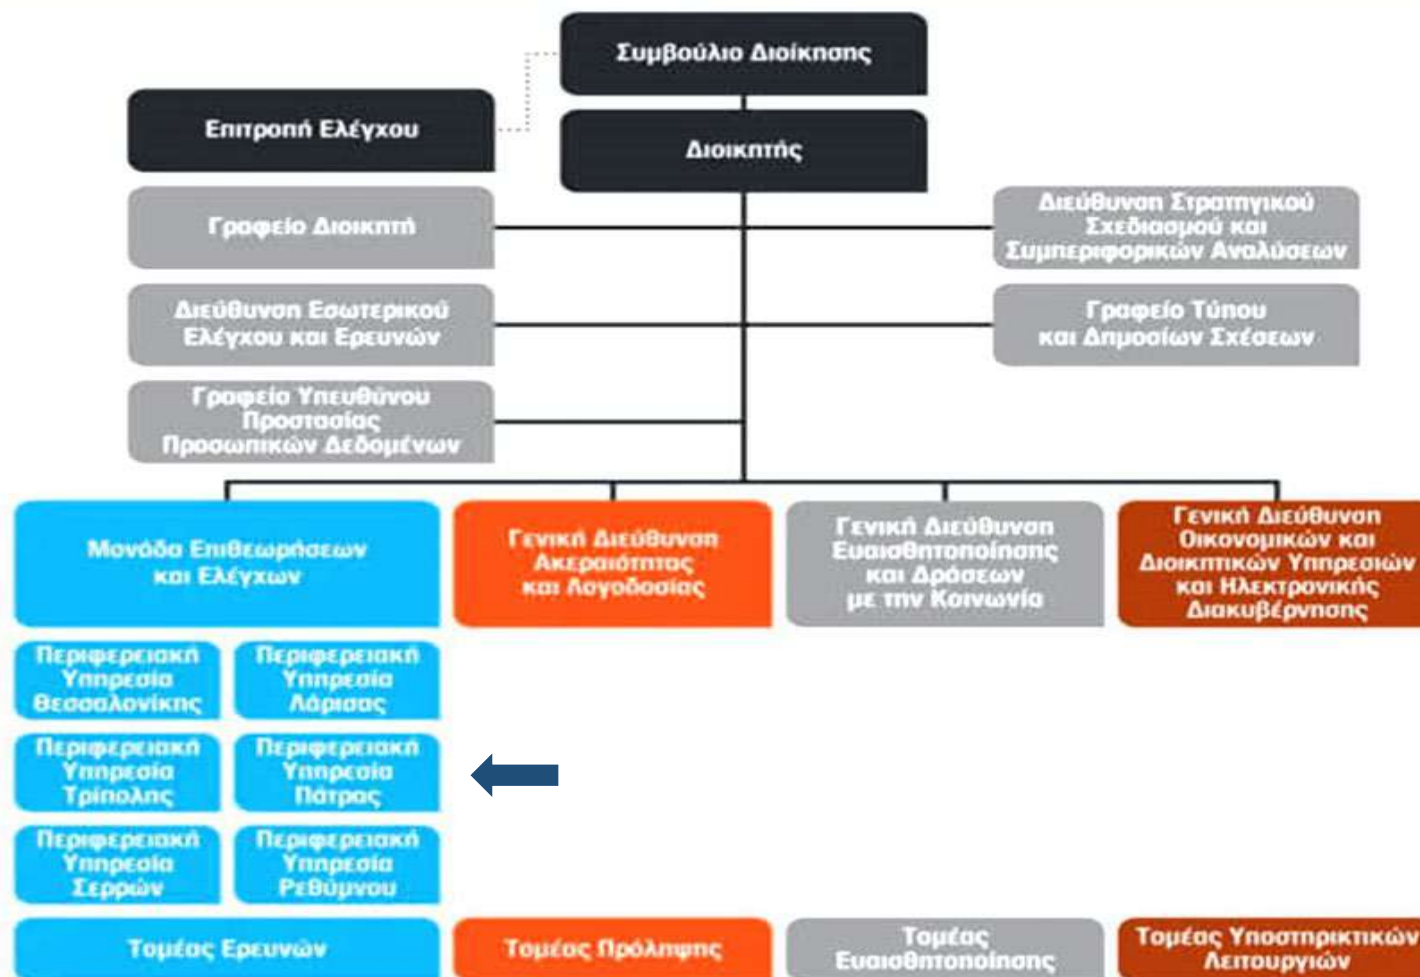 Συμβούλιο Διοίκησης
Επιτροπή Ελέγχου
Διοικητής
Γραφείο Διοικητή
Διεύθυνση Στρατηγικού
Σχεδιασμού και
Συμπεριφορικών Αναλύσεων
Διεύθυνση Εσωτερικού
Ελέγχου και Ερευνών
Γραφείο Τύπου
και Δημοσίων Σχέσεων
Γραφείο Υπευθύνου
Προστασίας
Προσωπικών Δεδομένων
Μονάδα Επιθεωρήσεων
και Ελέγχων
Γενική Διεύθυνση
Ακεραιότητας
και Λογοδοσίας
Γενική Διεύθυνση
Ευαισθητοποίησης
και Δράσεων
με την Κοινωνία
Γενική Διεύθυνση
Οικονομικών και
Διοικητικών Υπηρεσιών
και Ηλεκτρονικής
Διακυβέρνησης
Περιφερειακή
Υπηρεσία
Θεσσαλονίκης
Περιφερειακή
Υπηρεσία
Λάρισας
Περιφερειακή
Υπηρεσία
Τρίπολης
Περιφερειακή
Υπηρεσία
Πάτρας
Περιφερειακή
Υπηρεσία
Σερρών
Περιφερειακή
Υπηρεσία
Ρεθύμνου
Τομέας Ερευνών
Τομέας Πρόληψης
Τομέας
Ευαισθητοποίησης
Τομέας Υποστηρικτικών
Λειτουργιών